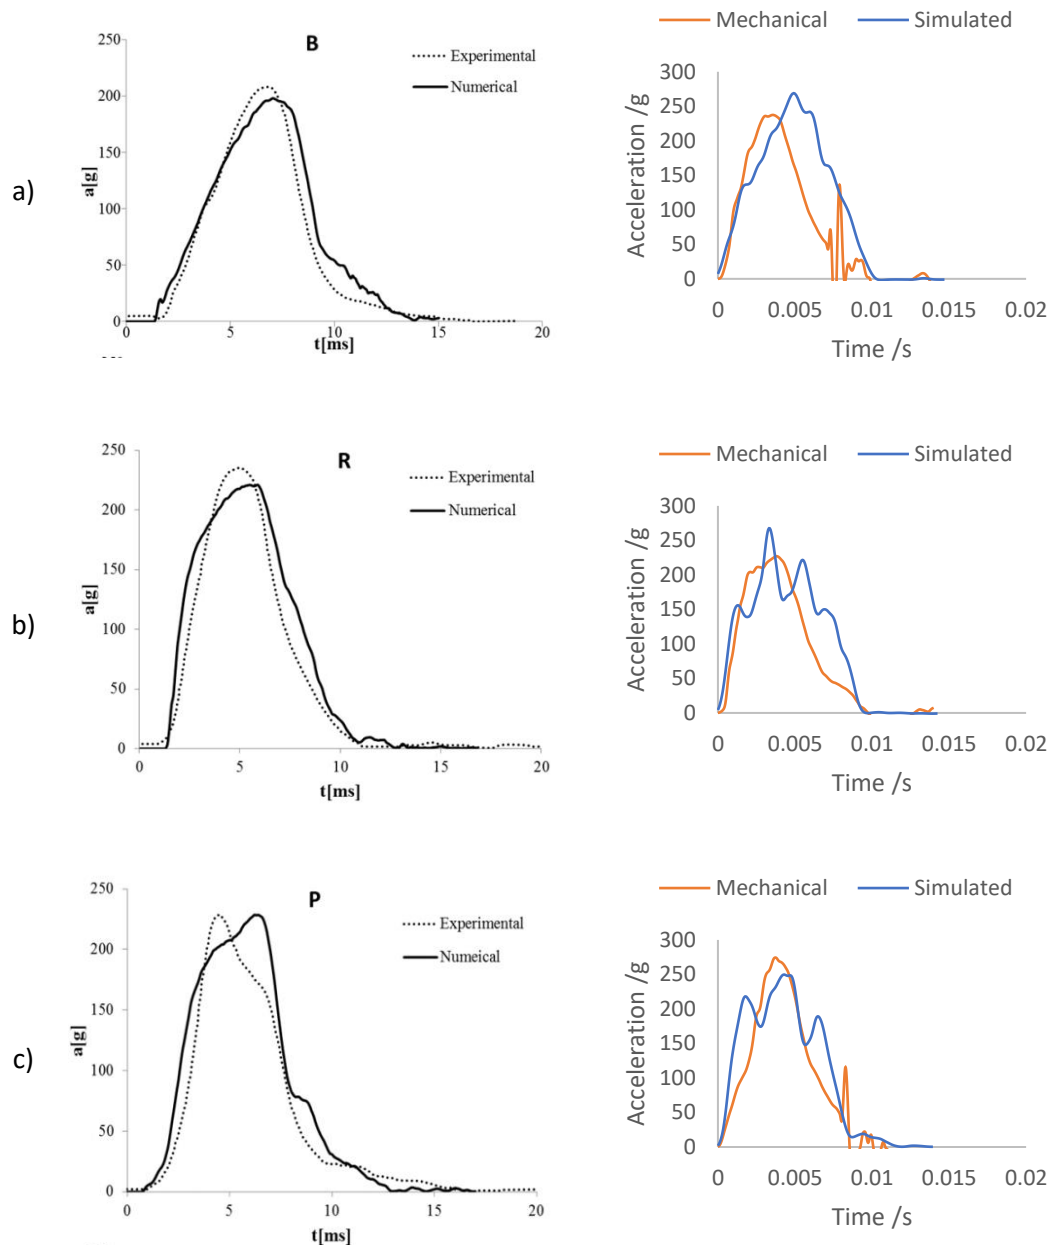 a)
B
Experimental
Numerical
250
200
150
100
50
0
a[g]
0
5
10
15
20
t[ms]
Mechanical
Simulated
300
250
200
150
100
50
0
Acceleration /g
0
0.005
0.01
0.015
0.02
Time /s
b)
R
Experimental
Numerical
250
200
150
100
50
0
a[g]
0
5
10
15
20
t[ms]
Mechanical
Simulated
300
250
200
150
100
50
0
Acceleration /g
0
0.005
0.01
0.015
0.02
Time /s
c)
P
Experimental
Numeical
250
200
150
100
50
0
a[g]
0
5
10
15
20
t[ms]
Mechanical
Simulated
300
250
200
150
100
50
0
Acceleration /g
0
0.005
0.01
0.015
0.02
Time /s